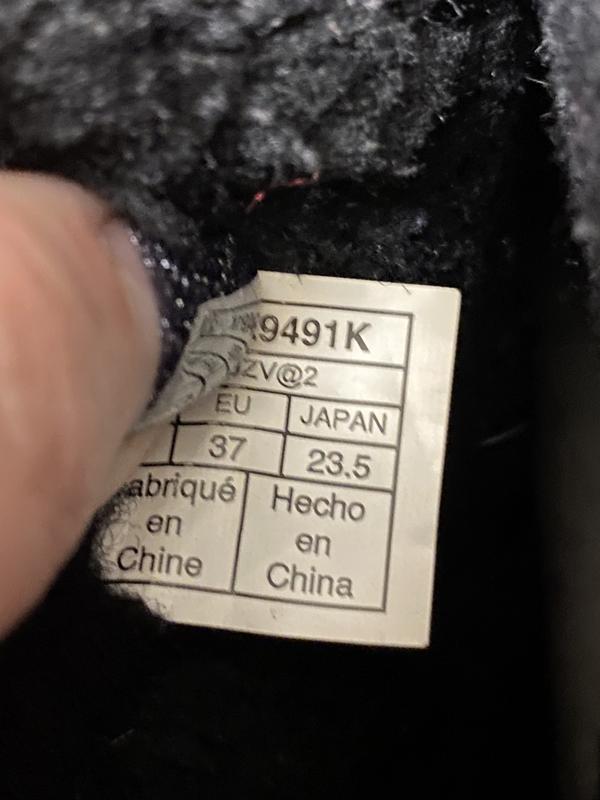 .9491K
ZV@2
EU JAPAN
37 23.5
abriqué Hecho
en en
Chine China